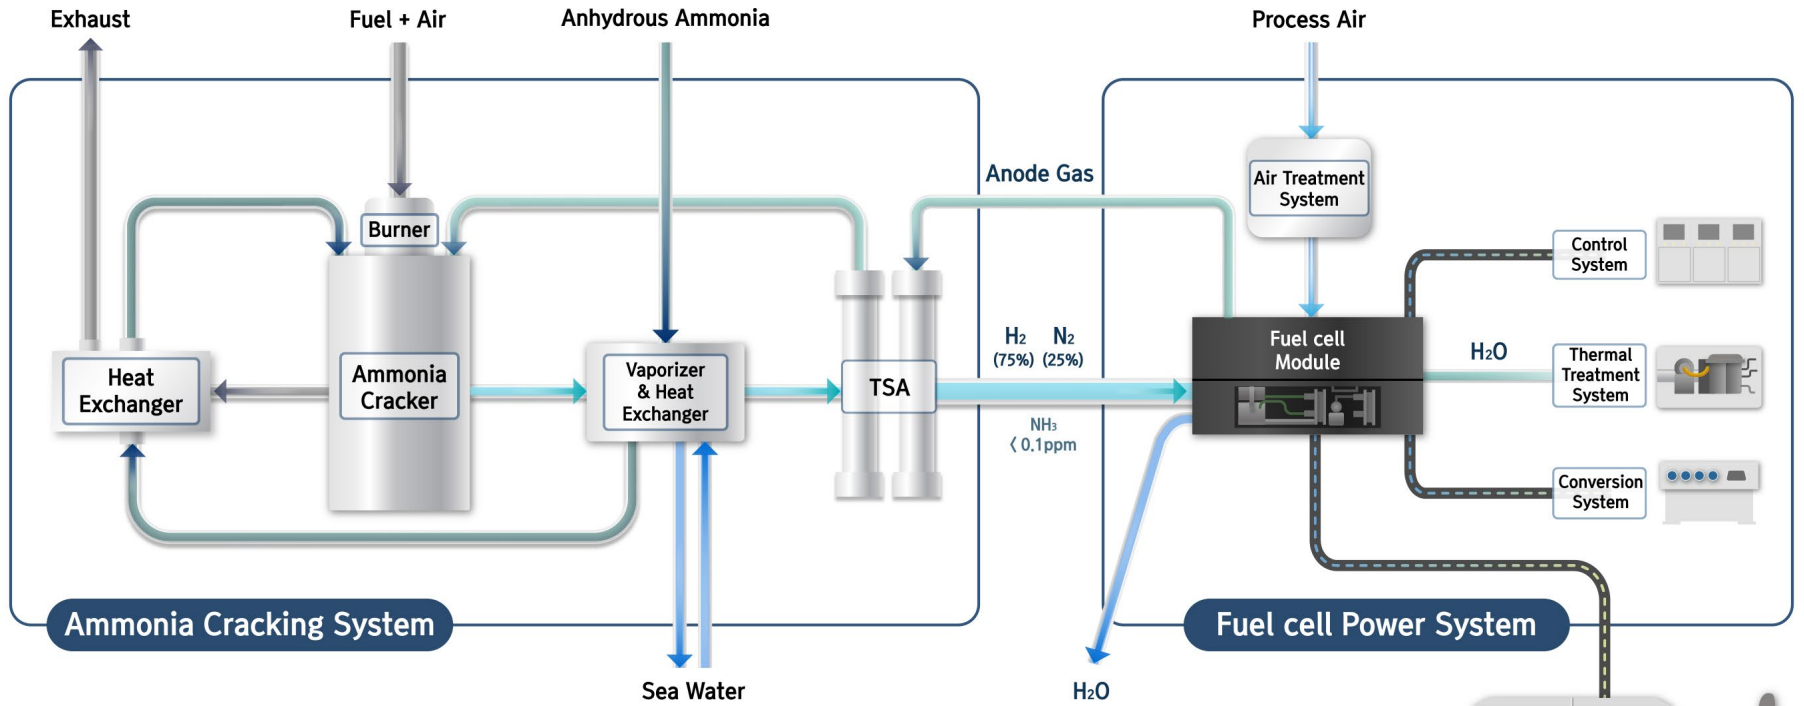 Exhaust
Fuel + Air
Anhydrous Ammonia
Process Air
Anode Gas
Air Treatment
System
Burner
Control
System
Heat
Exchanger
Ammonia
Cracker
Vaporizer
& Heat
Exchanger
TSA
H₂ N₂
(75%) (25%)
NH₃
< 0.1ppm
Fuel cell
Module
H₂O
Thermal
Treatment
System
Conversion
System
Ammonia Cracking System
Fuel cell Power System
Sea Water
H₂O